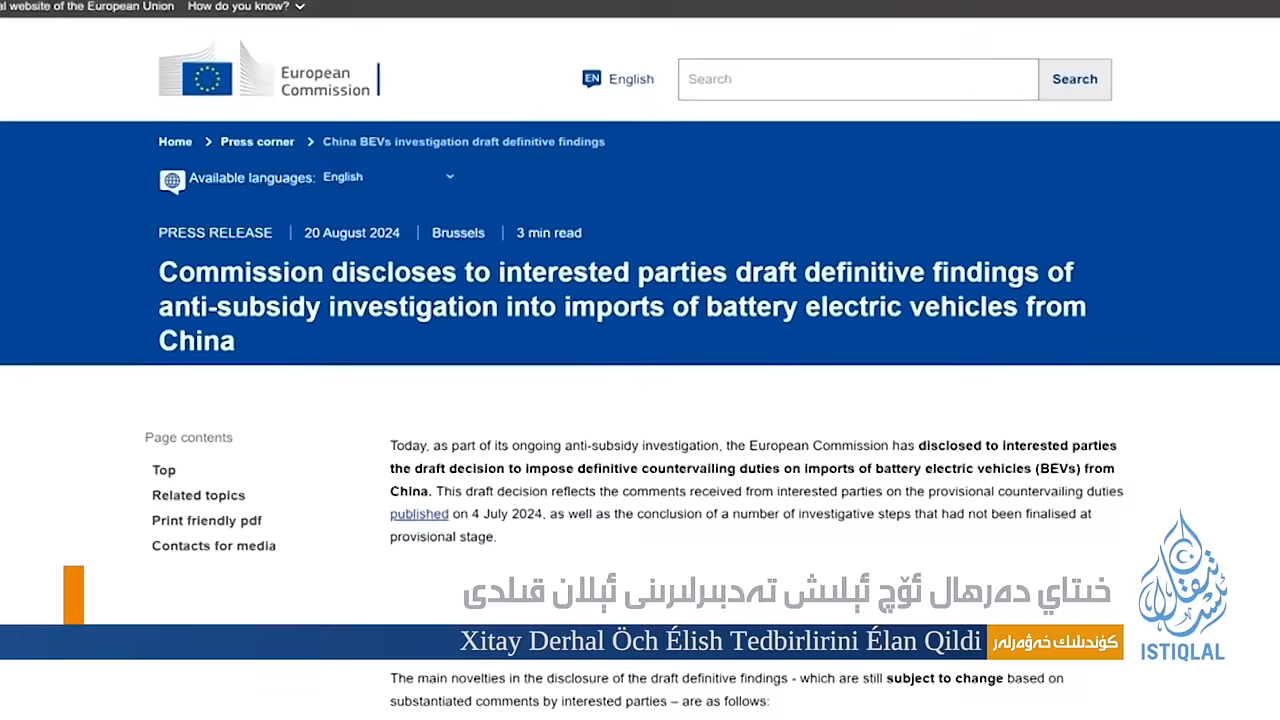 al website of the European Union How do you know?
European
Commission
EN English
Search
Search
Home Press corner China BEVs investigation draft definitive findings
Available languages: English
PRESS RELEASE 20 August 2024 Brussels 3 min read
Commission discloses to interested parties draft definitive findings of
anti-subsidy investigation into imports of battery electric vehicles from
China
Page contents
Top
Related topics
Print friendly pdf
Contacts for media
Today, as part of its ongoing anti-subsidy investigation, the European Commission has disclosed to interested parties
the draft decision to impose definitive countervailing duties on imports of battery electric vehicles (BEVs) from
China. This draft decision reflects the comments received from interested parties on the provisional countervailing duties
published on 4 July 2024, as well as the conclusion of a number of investigative steps that had not been finalised at
provisional stage.
خىتاي دەرھال ئۆچ ئېلىش تەدبىرلىرىنى ئېلان قىلدى
Xitay Derhal Öch Élish Tedbirlirini Élan Qildi
كۈندىلىك خەۋەرلەر
ئىستىقلال
ISTIQLAL
The main novelties in the disclosure of the draft definitive findings - which are still subject to change based on
substantiated comments by interested parties – are as follows: